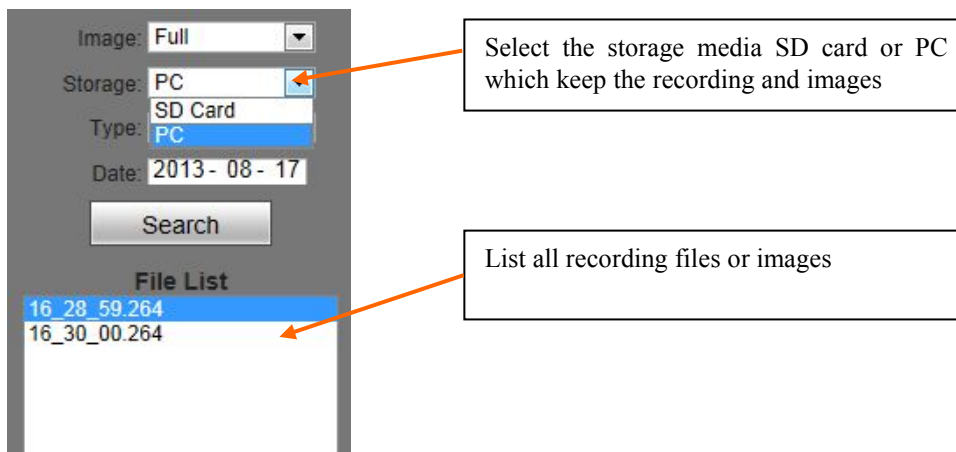 Image: Full
Select the storage media SD card or PC
which keep the recording and images
Storage: PC
SD Card
Type: PC
Date: 2013 - 08 - 17
Search
List all recording files or images
File List
16_28_59.264
16_30_00.264